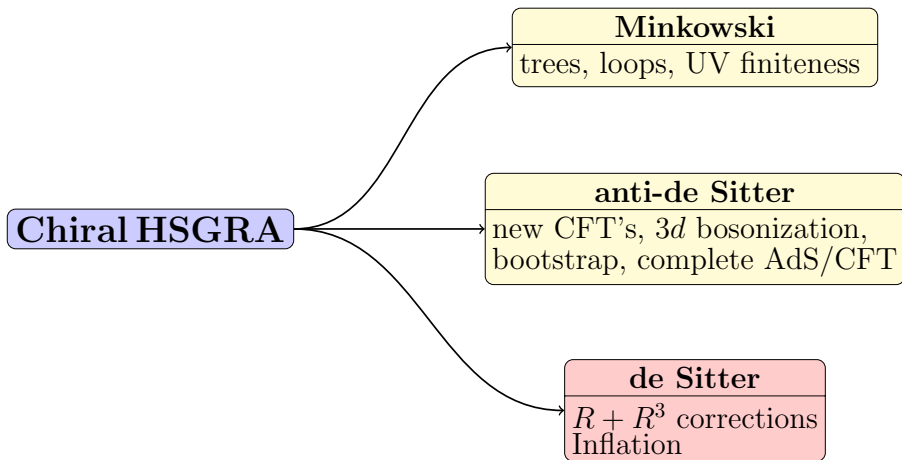 Minkowski
trees, loops, UV finiteness
Chiral HSGRA
anti-de Sitter
new CFT's, 3d bosonization,
bootstrap, complete AdS/CFT
de Sitter
R + R³ corrections
Inflation